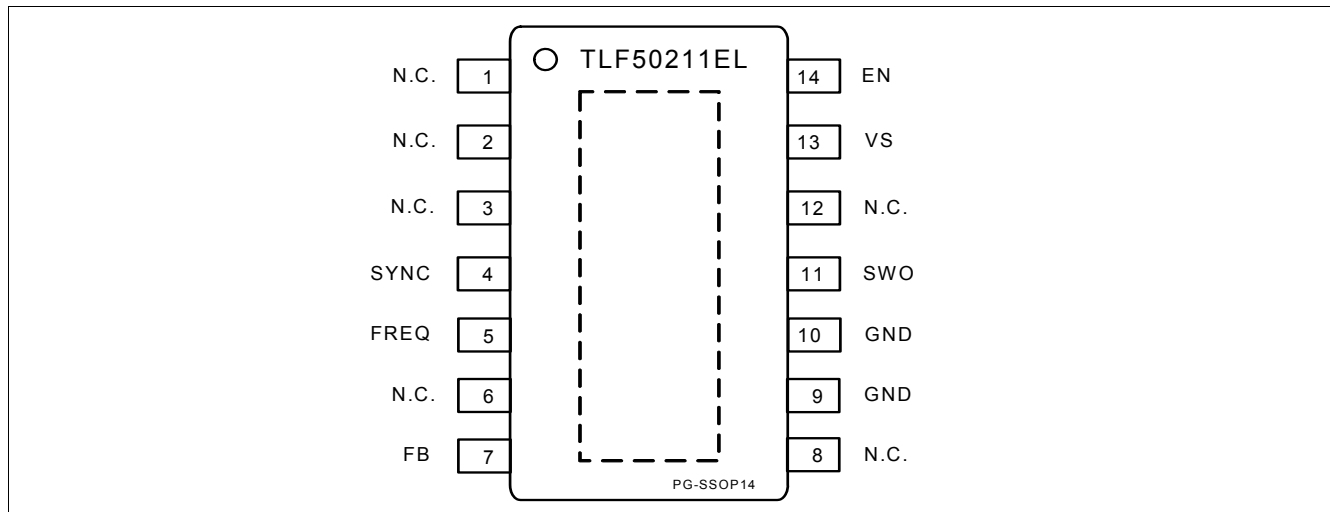 TLF50211EL
N.C. 1 14 EN
N.C. 2 13 VS
N.C. 3 12 N.C.
SYNC 4 11 SWO
FREQ 5 10 GND
N.C. 6 9 GND
FB 7 8 N.C.
PG-SSOP14